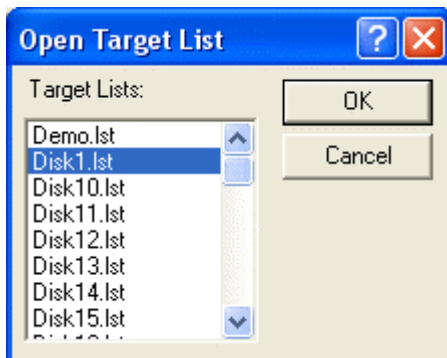 Open Target List
Target Lists:
OK
Cancel
Demo.lst
Disk1.lst
Disk10.lst
Disk11.lst
Disk12.lst
Disk13.lst
Disk14.lst
Disk15.lst